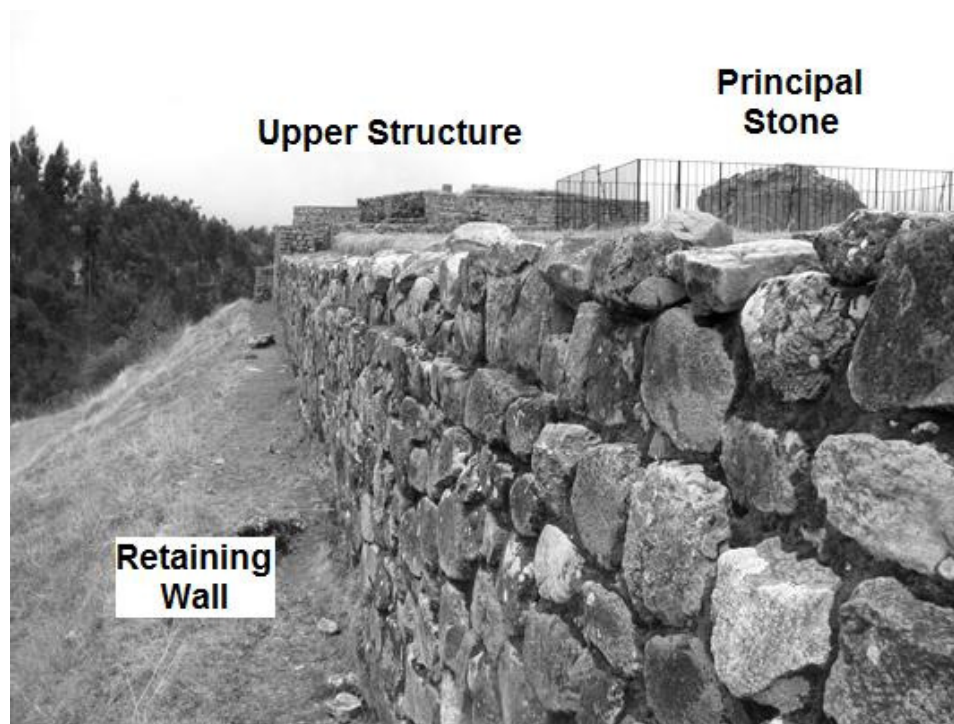 Principal
Stone
Upper Structure
Retaining
Wall